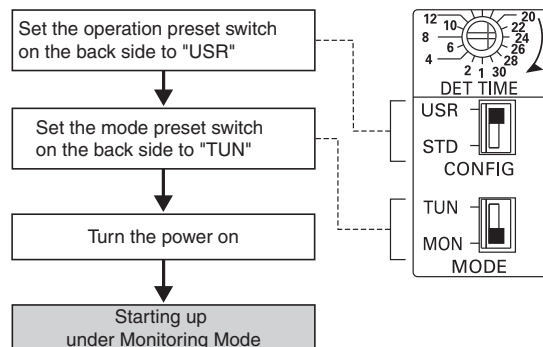 Set the operation preset switch
on the back side to "USR"
Set the mode preset switch
on the back side to "TUN"
Turn the power on
Starting up
under Monitoring Mode
12
10
8
6
4
2
1
30
28
26
24
22
20
DET TIME
USR
STD
CONFIG
TUN
MON
MODE